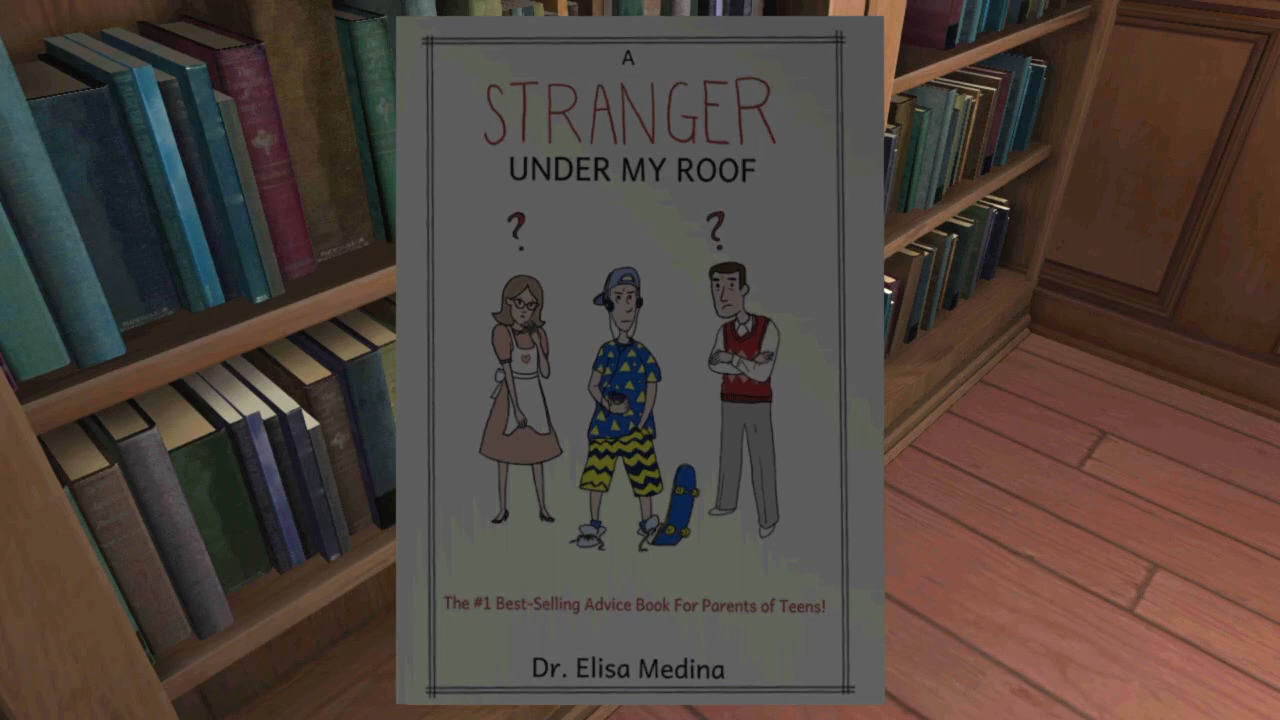 A
STRANGER
UNDER MY ROOF
?
?
The #1 Best-Selling Advice Book For Parents of Teens!
Dr. Elisa Medina